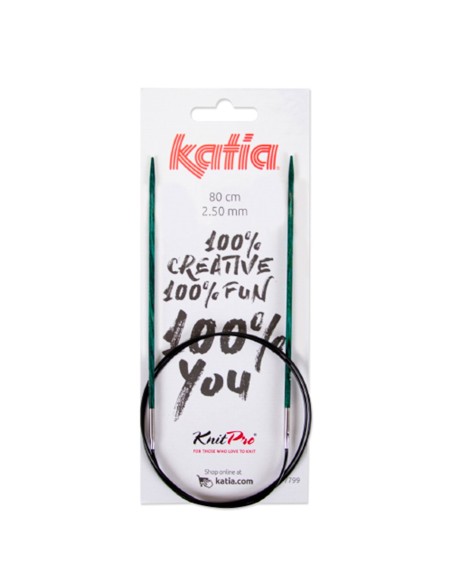 katia
80 cm
2.50 mm
100%
CREATIVE
100% FUN
100%
YOU
KnitPro®
FOR THOSE WHO LOVE TO KNIT
Shop online at
katia.com